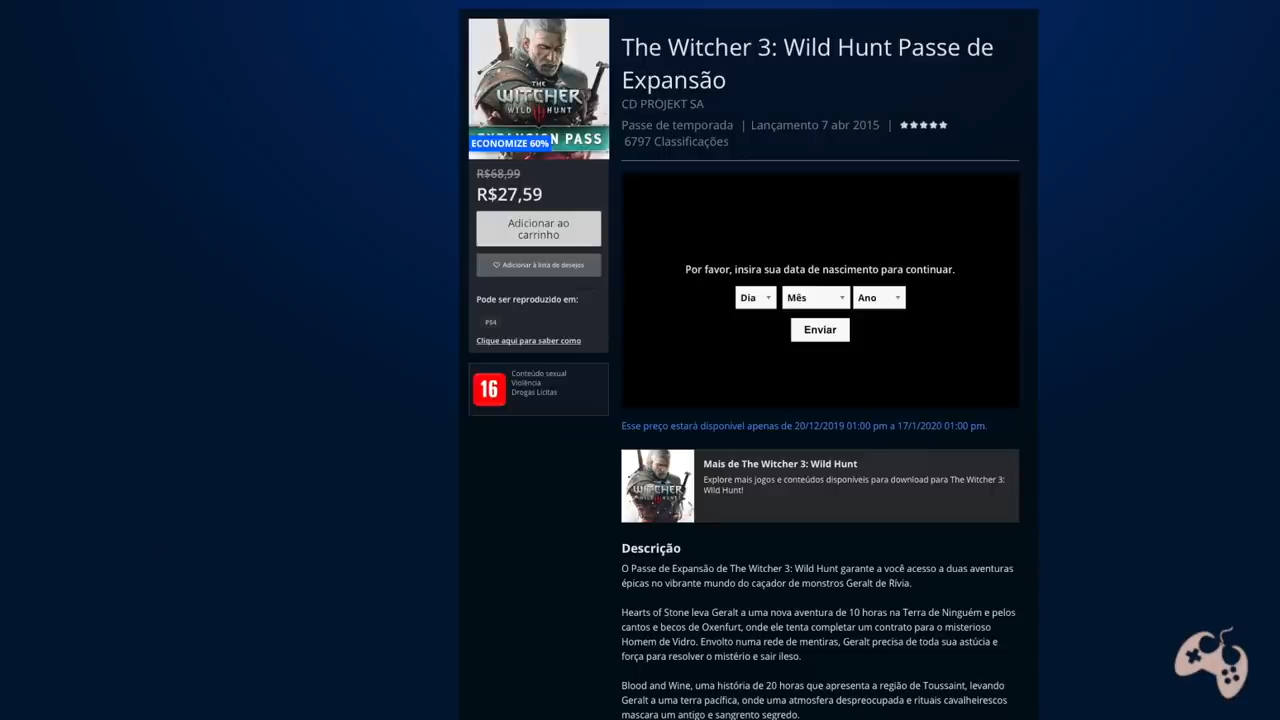 The Witcher 3: Wild Hunt Passe de
Expansão
CD PROJEKT SA
Passe de temporada | Lançamento 7 abr 2015 |
6797 Classificações
THE
WITCHER
WILD HUNT
N PASS
ECONOMIZE 60%
R$68,99
R$27,59
Adicionar ao
carrinho
Adicionar à lista de desejos
Pode ser reproduzido em:
PS4
Clique aqui para saber como
16
Conteúdo sexual
Violência
Drogas Lícitas
Por favor, insira sua data de nascimento para continuar.
Dia Mês Ano
Enviar
Esse preço estará disponível apenas de 20/12/2019 01:00 pm a 17/1/2020 01:00 pm.
WITCHER
Mais de The Witcher 3: Wild Hunt
Explore mais jogos e conteúdos disponíveis para download para The Witcher 3:
Wild Hunt!
Descrição
O Passe de Expansão de The Witcher 3: Wild Hunt garante a você acesso a duas aventuras
épicas no vibrante mundo do caçador de monstros Geralt de Rívia.
Hearts of Stone leva Geralt a uma nova aventura de 10 horas na Terra de Ninguém e pelos
cantos e becos de Oxenfurt, onde ele tenta completar um contrato para o misterioso
Homem de Vidro. Envolto numa rede de mentiras, Geralt precisa de toda sua astúcia e
força para resolver o mistério e sair ileso.
Blood and Wine, uma história de 20 horas que apresenta a região de Toussaint, levando
Geralt a uma terra pacífica, onde uma atmosfera despreocupada e rituais cavalheirescos
mascara um antigo e sangrento segredo.